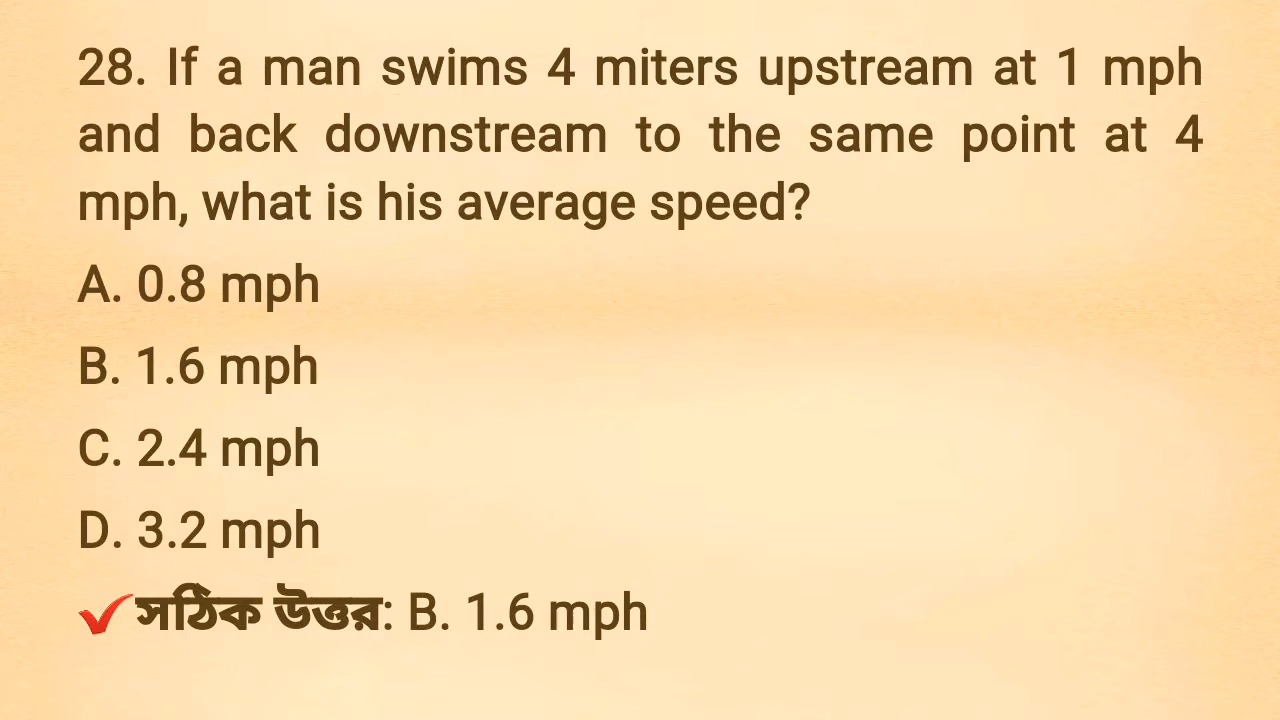 28. If a man swims 4 miters upstream at 1 mph
and back downstream to the same point at 4
mph, what is his average speed?
A. 0.8 mph
B. 1.6 mph
C. 2.4 mph
D. 3.2 mph
✔সঠিক উত্তর: B. 1.6 mph